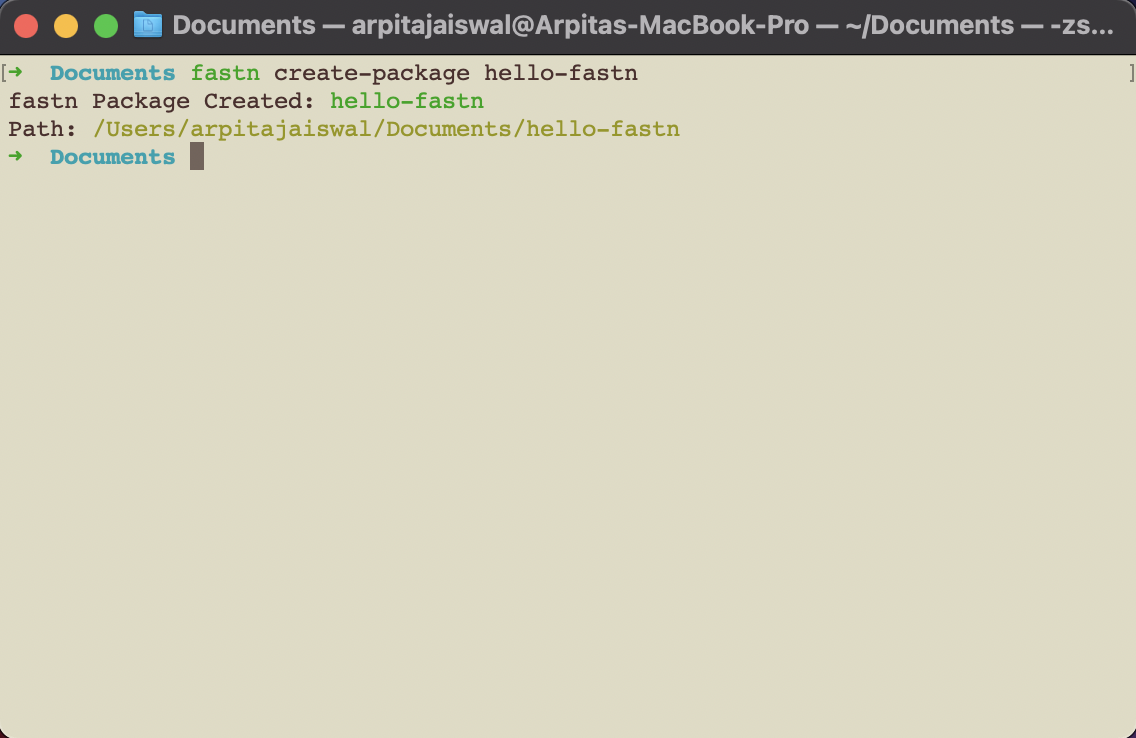 Documents — arpitajaiswal@Arpitas-MacBook-Pro — ~/Documents — -zs...
[➜  Documents fastn create-package hello-fastn ]
fastn Package Created: hello-fastn
Path: /Users/arpitajaiswal/Documents/hello-fastn
➜  Documents